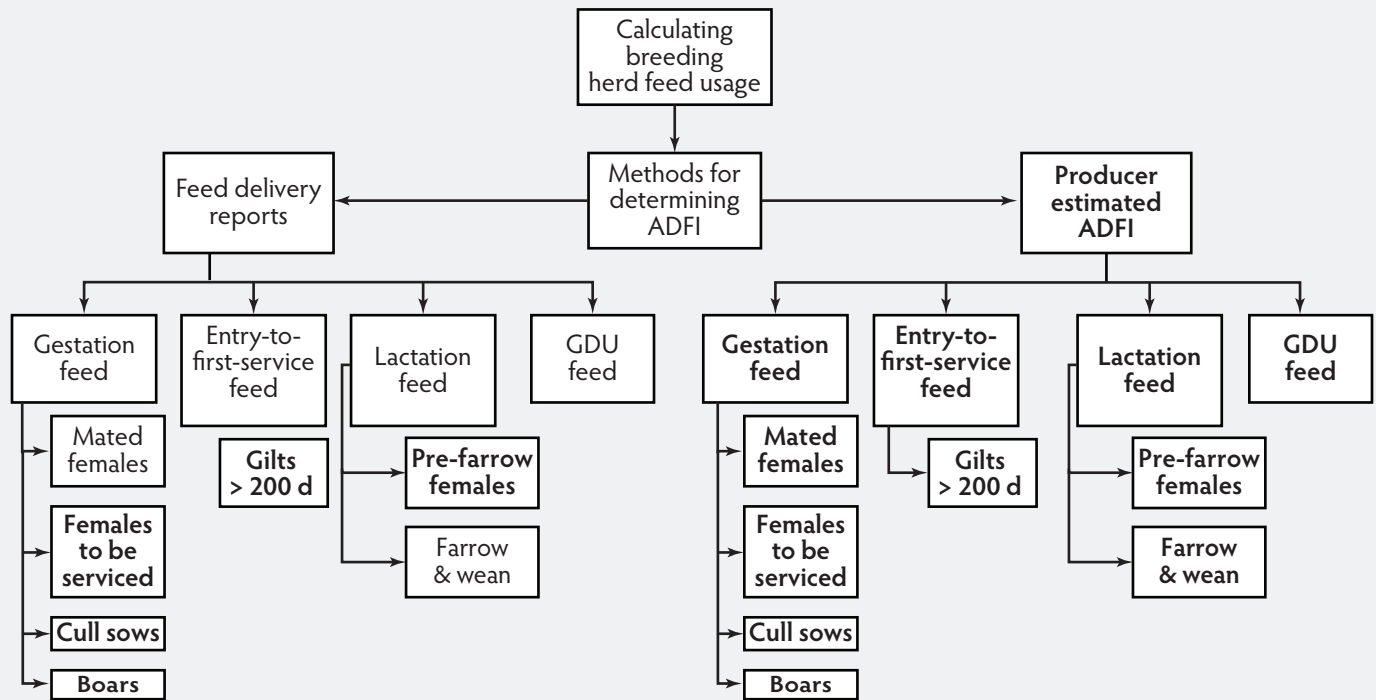 Calculating
breeding
herd feed usage
Feed delivery
reports
Methods for
determining
ADFI
Producer
estimated
ADFI
Gestation
feed
Entry-to-
first-service
feed
Lactation
feed
GDU
feed
Mated
females
Gilts
> 200 d
Pre-farrow
females
Females
to be
serviced
Farrow
& wean
Cull sows
Boars
Gestation
feed
Entry-to-
first-service
feed
Lactation
feed
GDU
feed
Mated
females
Gilts
> 200 d
Pre-farrow
females
Females
to be
serviced
Farrow
& wean
Cull sows
Boars